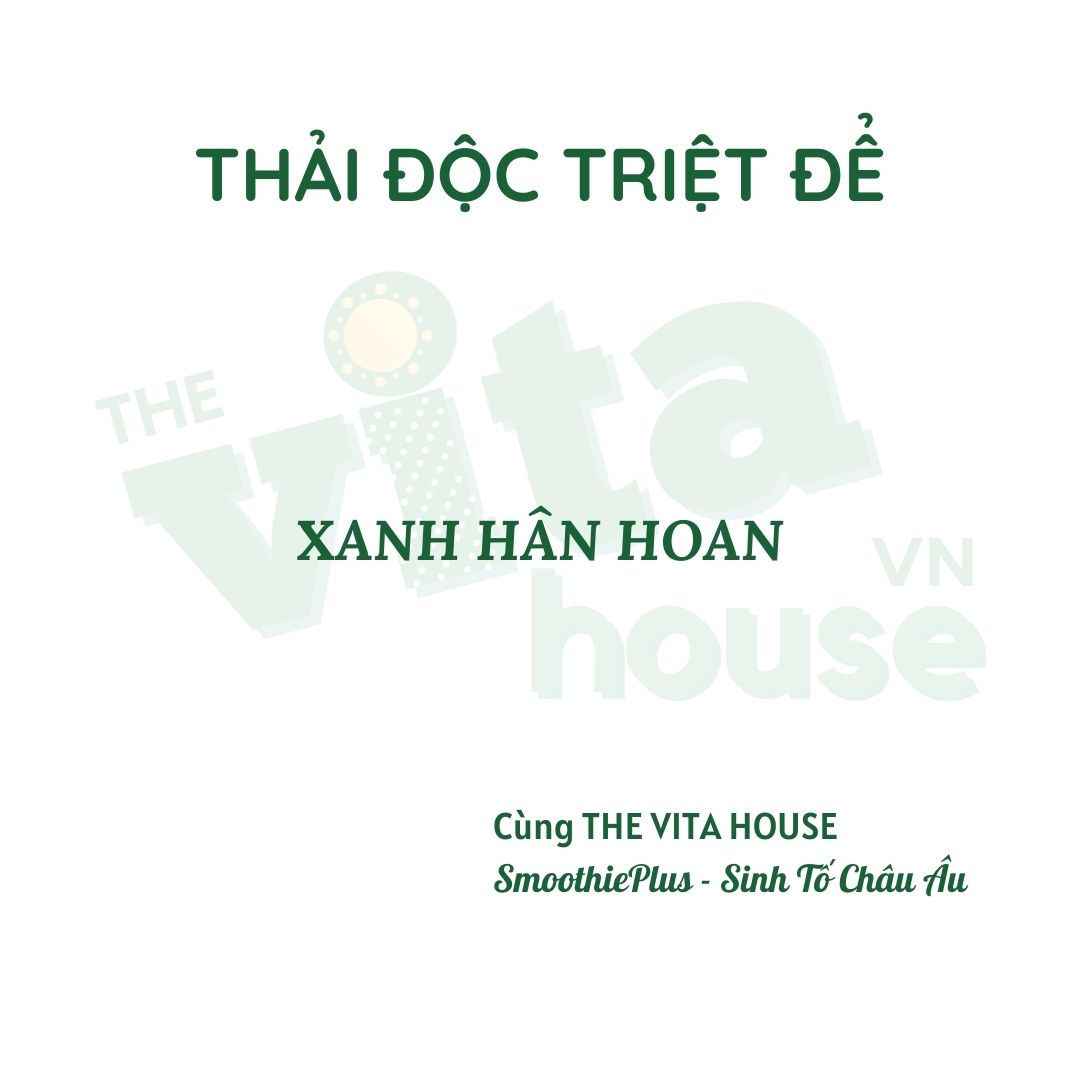 THẢI ĐỘC TRIỆT ĐỂ
THE
vita
XANH HÂN HOAN
VN
house
Cùng THE VITA HOUSE
SmoothiePlus - Sinh Tố Châu Âu